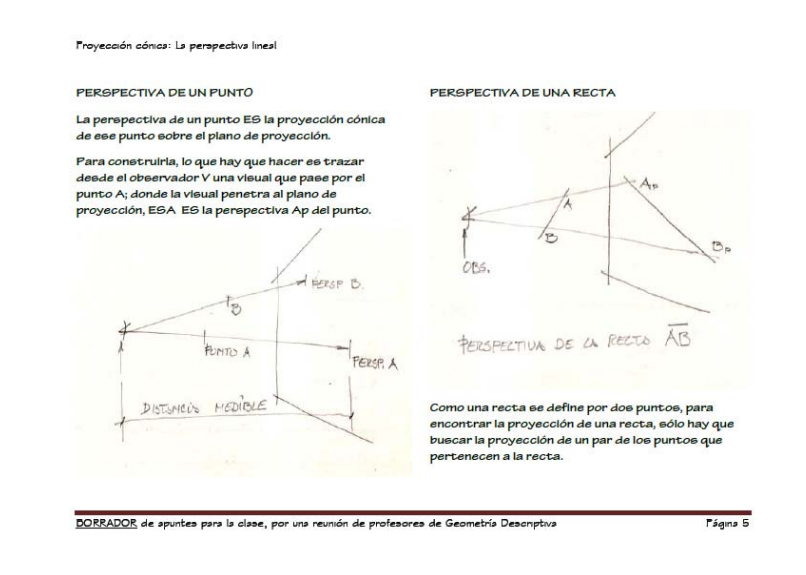 Proyección cónica: La perspectiva lineal
PERSPECTIVA DE UN PUNTO
La perspectiva de un punto ES la proyección cónica
de ese punto sobre el plano de proyección.
Para construirla, lo que hay que hacer es trazar
desde el observador V una visual que pase por el
punto A; donde la visual penetra al plano de
proyección, ESA ES la perspectiva Ap del punto.
PERSP B.
B
PUNTO A
PERSP. A
DISTANCIA MEDIBLE
PERSPECTIVA DE UNA RECTA
Ap
A
B
Bp
OBS.
PERSPECTIVA DE LA RECTA AB
Como una recta se define por dos puntos, para
encontrar la proyección de una recta, sólo hay que
buscar la proyección de un par de los puntos que
pertenecen a la recta.
BORRADOR de apuntes para la clase, por una reunión de profesores de Geometría Descriptiva
Página 5